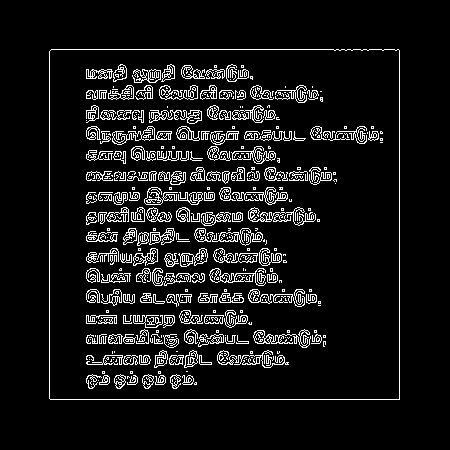 மனதி லுறுதி வேண்டும்,
வாக்கினி லேயினிமை வேண்டும்;
நினைவு நல்லது வேண்டும்,
நெருங்கின பொருள் கைப்பட வேண்டும்;
கனவு மெய்ப்பட வேண்டும்,
கைவசமாவது விரைவில் வேண்டும்;
தனமும் இன்பமும் வேண்டும்,
தரணியிலே பெருமை வேண்டும்.
கண் திறந்திட வேண்டும்,
காரியத்தி லுறுதி வேண்டும்;
பெண் விடுதலை வேண்டும்,
பெரிய கடவுள் காக்க வேண்டும்,
மண் பயனுற வேண்டும்,
வானகமிங்கு தென்பட வேண்டும்;
உண்மை நின்றிட வேண்டும்.
ஓம் ஓம் ஓம் ஓம்.